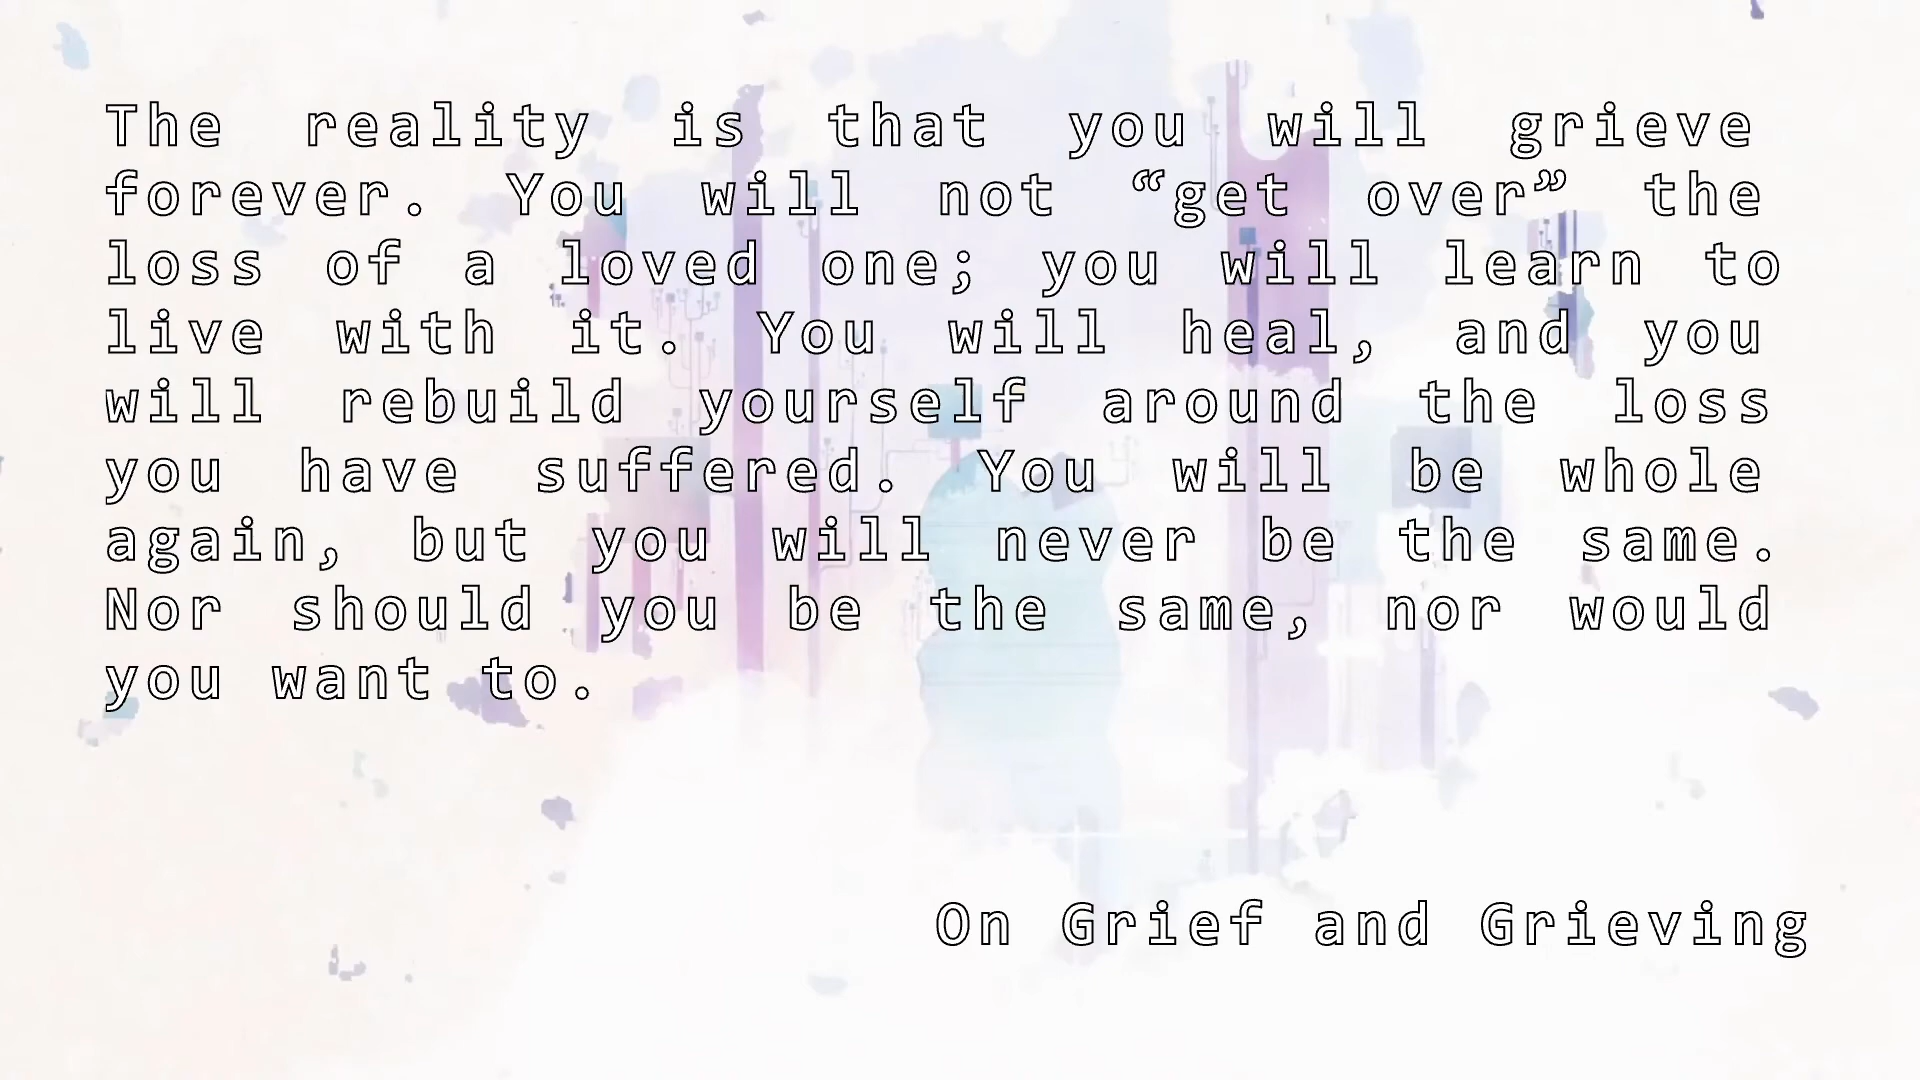 The reality is that you will grieve
forever. You will not “get over” the
loss of a loved one; you will learn to
live with it. You will heal, and you
will rebuild yourself around the loss
you have suffered. You will be whole
again, but you will never be the same.
Nor should you be the same, nor would
you want to.
On Grief and Grieving